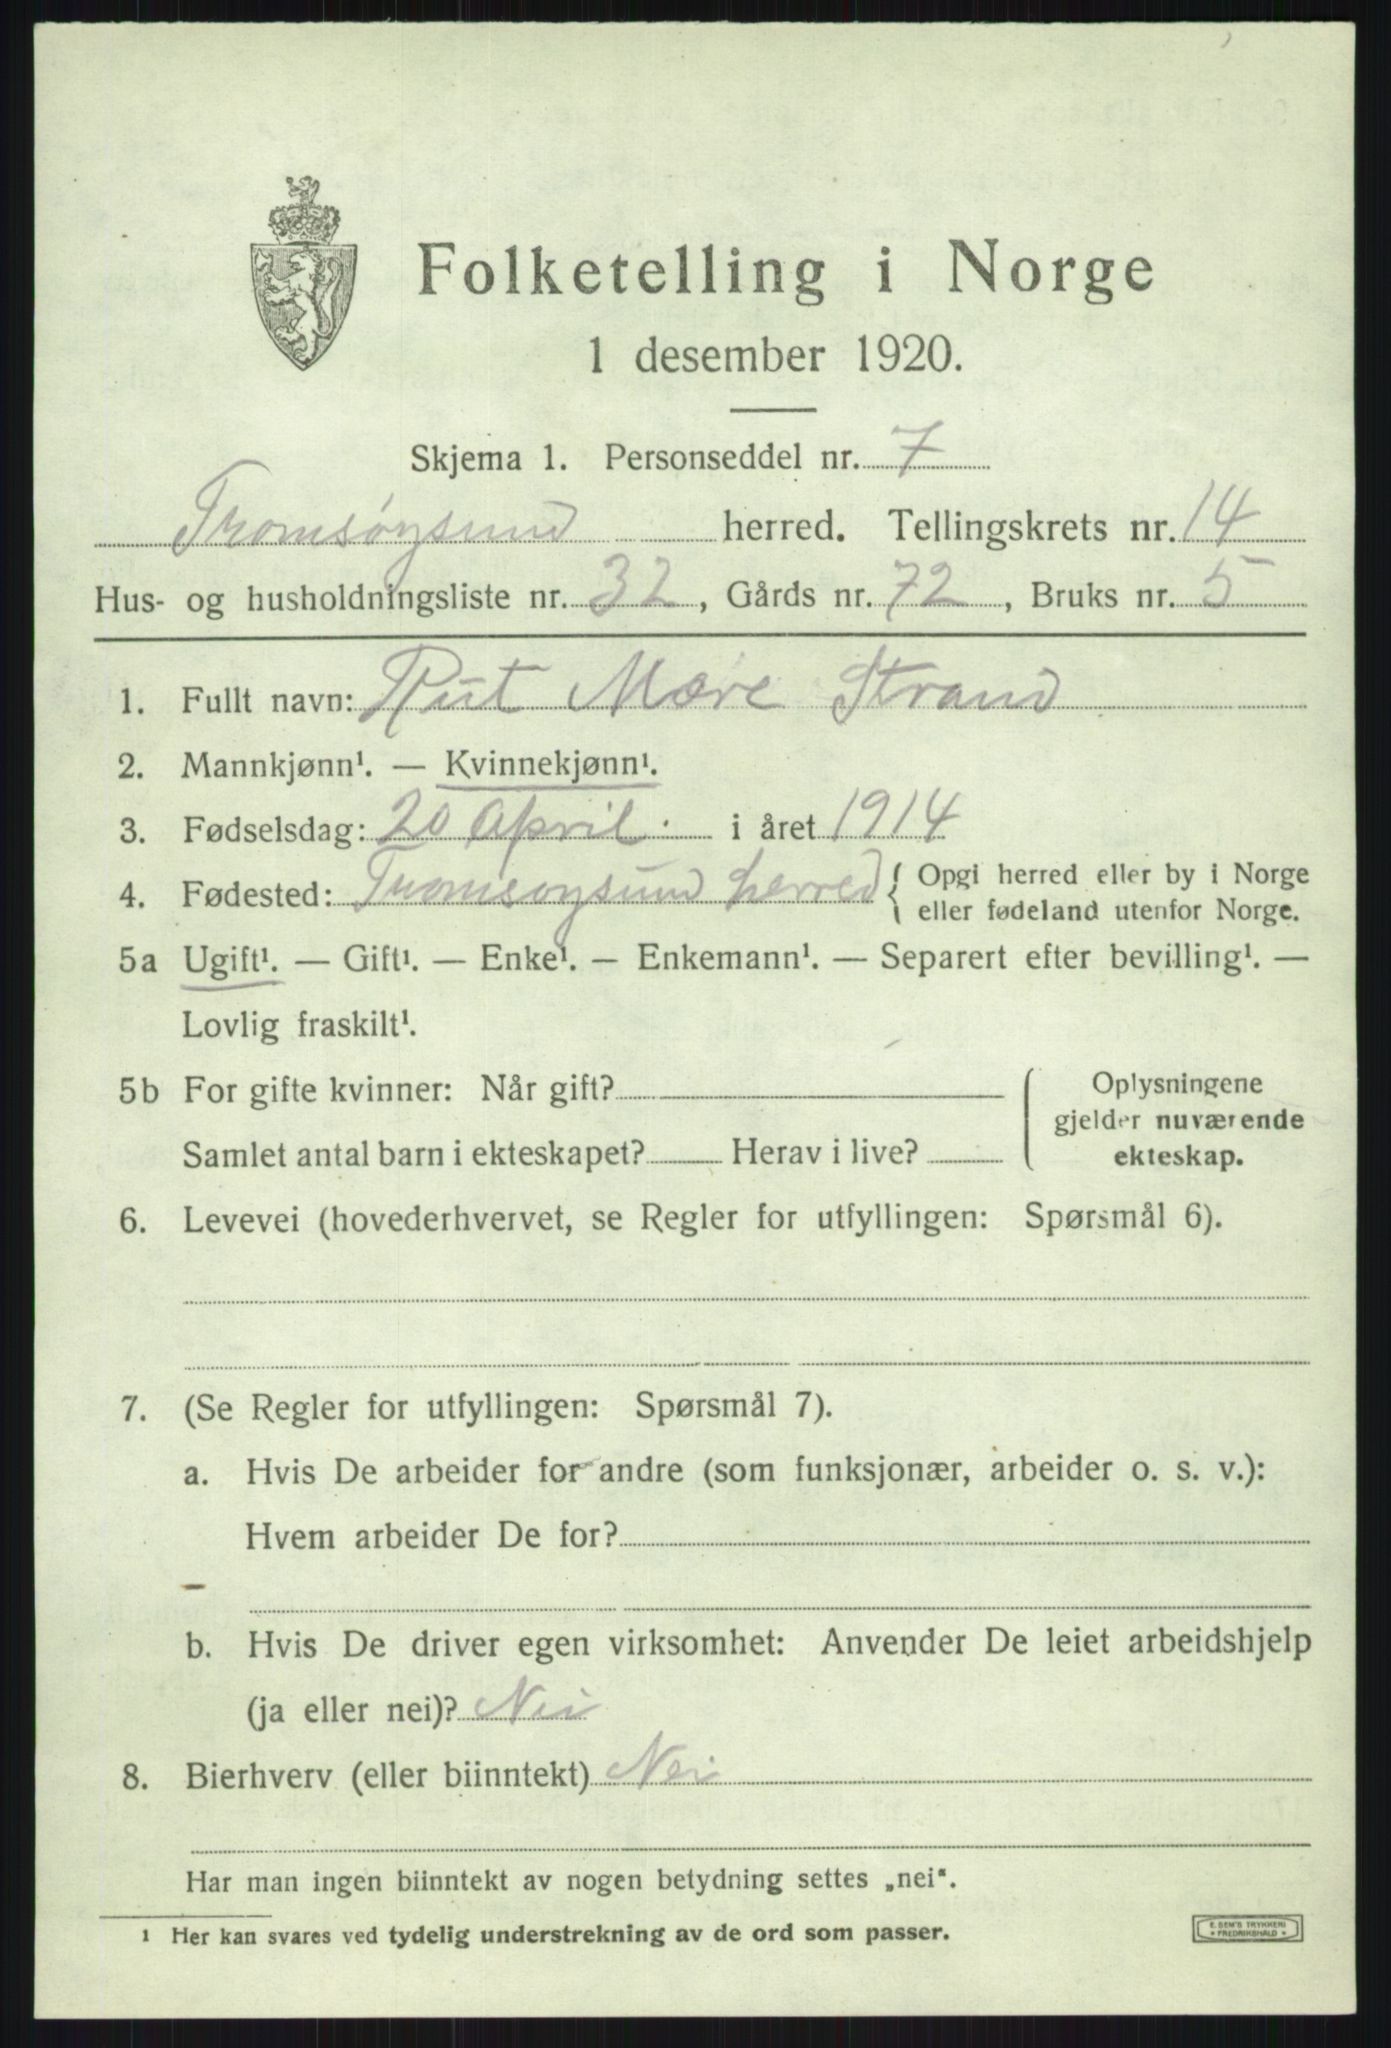 Folketelling i Norge
1 desember 1920.
Skjema 1. Personseddel nr. 7
Tromsøysund herred. Tellingskrets nr. 14
Hus- og husholdningsliste nr. 32, Gårds nr. 72, Bruks nr. 5
1. Fullt navn: Rut Mære Strand
2. Mannkjønn¹. — Kvinnekjønn¹.
3. Fødselsdag: 20 April. i året 1914
4. Fødested: Tromsøysund herred { Opgi herred eller by i Norge
eller fødeland utenfor Norge.
5a Ugift¹. — Gift¹. — Enke¹. — Enkemann¹. — Separert efter bevilling¹. —
Lovlig fraskilt¹.
5b For gifte kvinner: Når gift?
Samlet antal barn i ekteskapet? Herav i live?
Oplysningene
gjelder nuværende
ekteskap.
6. Levevei (hovederhvervet, se Regler for utfyllingen: Spørsmål 6).
7. (Se Regler for utfyllingen: Spørsmål 7).
a. Hvis De arbeider for andre (som funksjonær, arbeider o. s. v.):
Hvem arbeider De for?
b. Hvis De driver egen virksomhet: Anvender De leiet arbeidshjelp
(ja eller nei)? Nei
8. Bierhverv (eller biinntekt) Nei
Har man ingen biinntekt av nogen betydning settes „nei“.
¹ Her kan svares ved tydelig understrekning av de ord som passer.
E. SEM'S TRYKKERI
* FREDRIKSHALD *